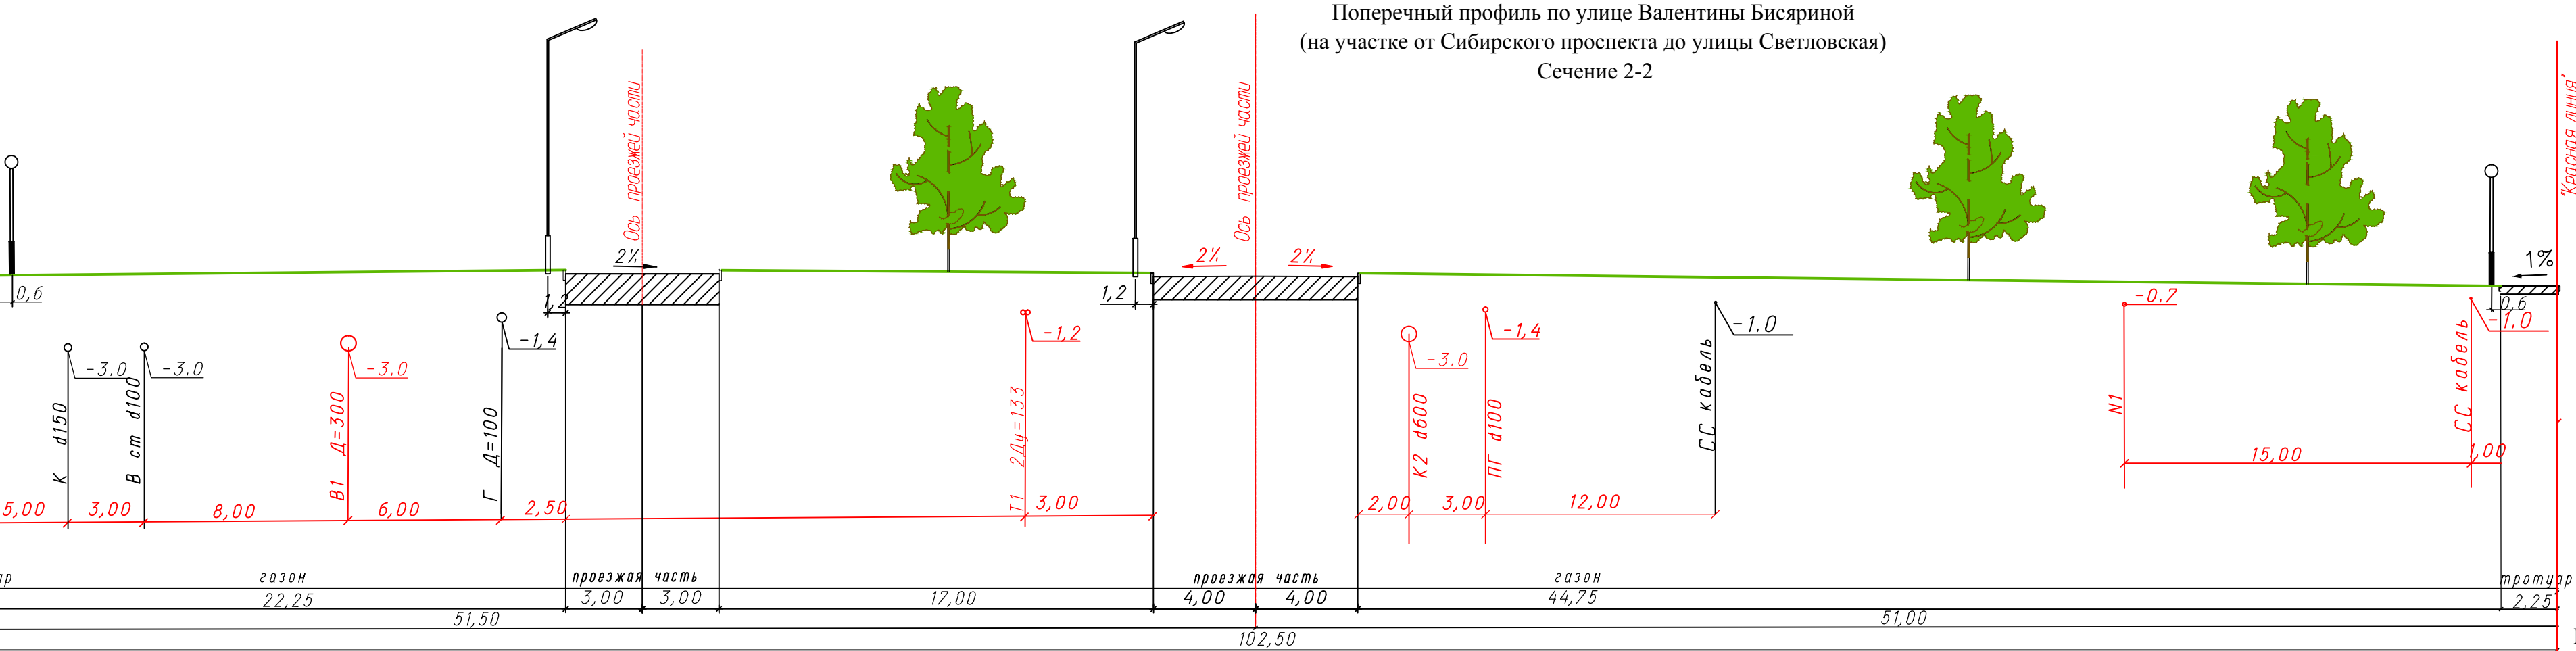 Поперечный профиль по улице Валентины Бисяриной
(на участке от Сибирского проспекта до улицы Светловская)
Сечение 2-2
Ось проезжей части
Ось проезжей части
"Красная линия"
2%
2%
2%
1%
0,6
1,2
1,2
0,6
К d150
-3.0
В ст d100
-3.0
В1 Д=300
-3.0
Г Д=100
-1,4
Т1 2Ду=133
-1,2
К2 d600
-3.0
ПГ d100
-1,4
СС кабель
-1.0
N1
-0.7
СС кабель
-1.0
15,00
1,00
5,00
3,00
8,00
6,00
2,50
3,00
2,00
3,00
12,00
газон
проезжая часть
проезжая часть
газон
тротуар
22,25
3,00
3,00
17,00
4,00
4,00
44,75
2,25
51,50
51,00
102,50